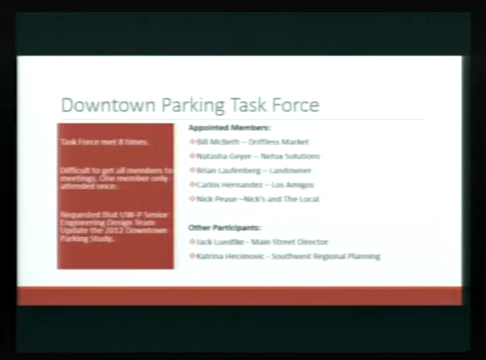 Downtown Parking Task Force
Task Force met 8 times.
Difficult to get all members to
meetings. One member only
attended once.
Requested that UW-P Senior
Engineering Design Team
Update the 2012 Downtown
Parking Study.
Appointed Members:
Bill McBeth – Driftless Market
Natasha Geyer – Netux Solutions
Brian Laufenberg – Landowner
Carlos Hernandez – Los Amigos
Nick Pease –Nick's and The Local
Other Participants:
Jack Luedtke - Main Street Director
Katrina Hecimovic - Southwest Regional Planning